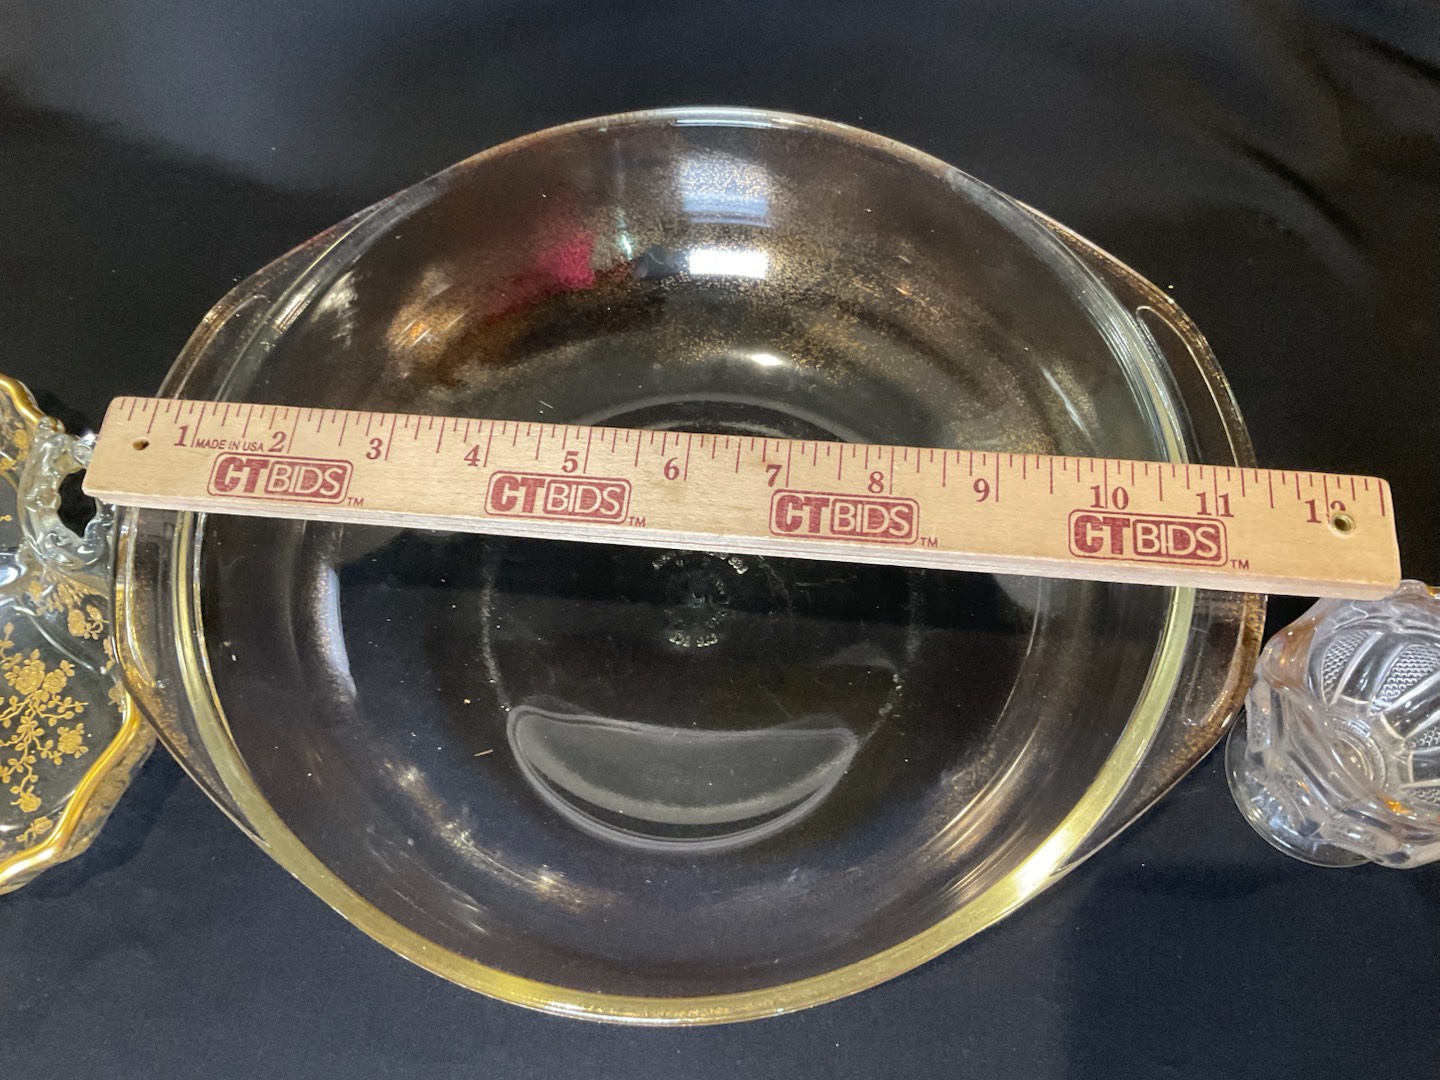 1 MADE IN USA 2 3 4 5 6 7 8 9 10 11 12
CTBIDS™ CTBIDS™ CTBIDS™ CTBIDS™